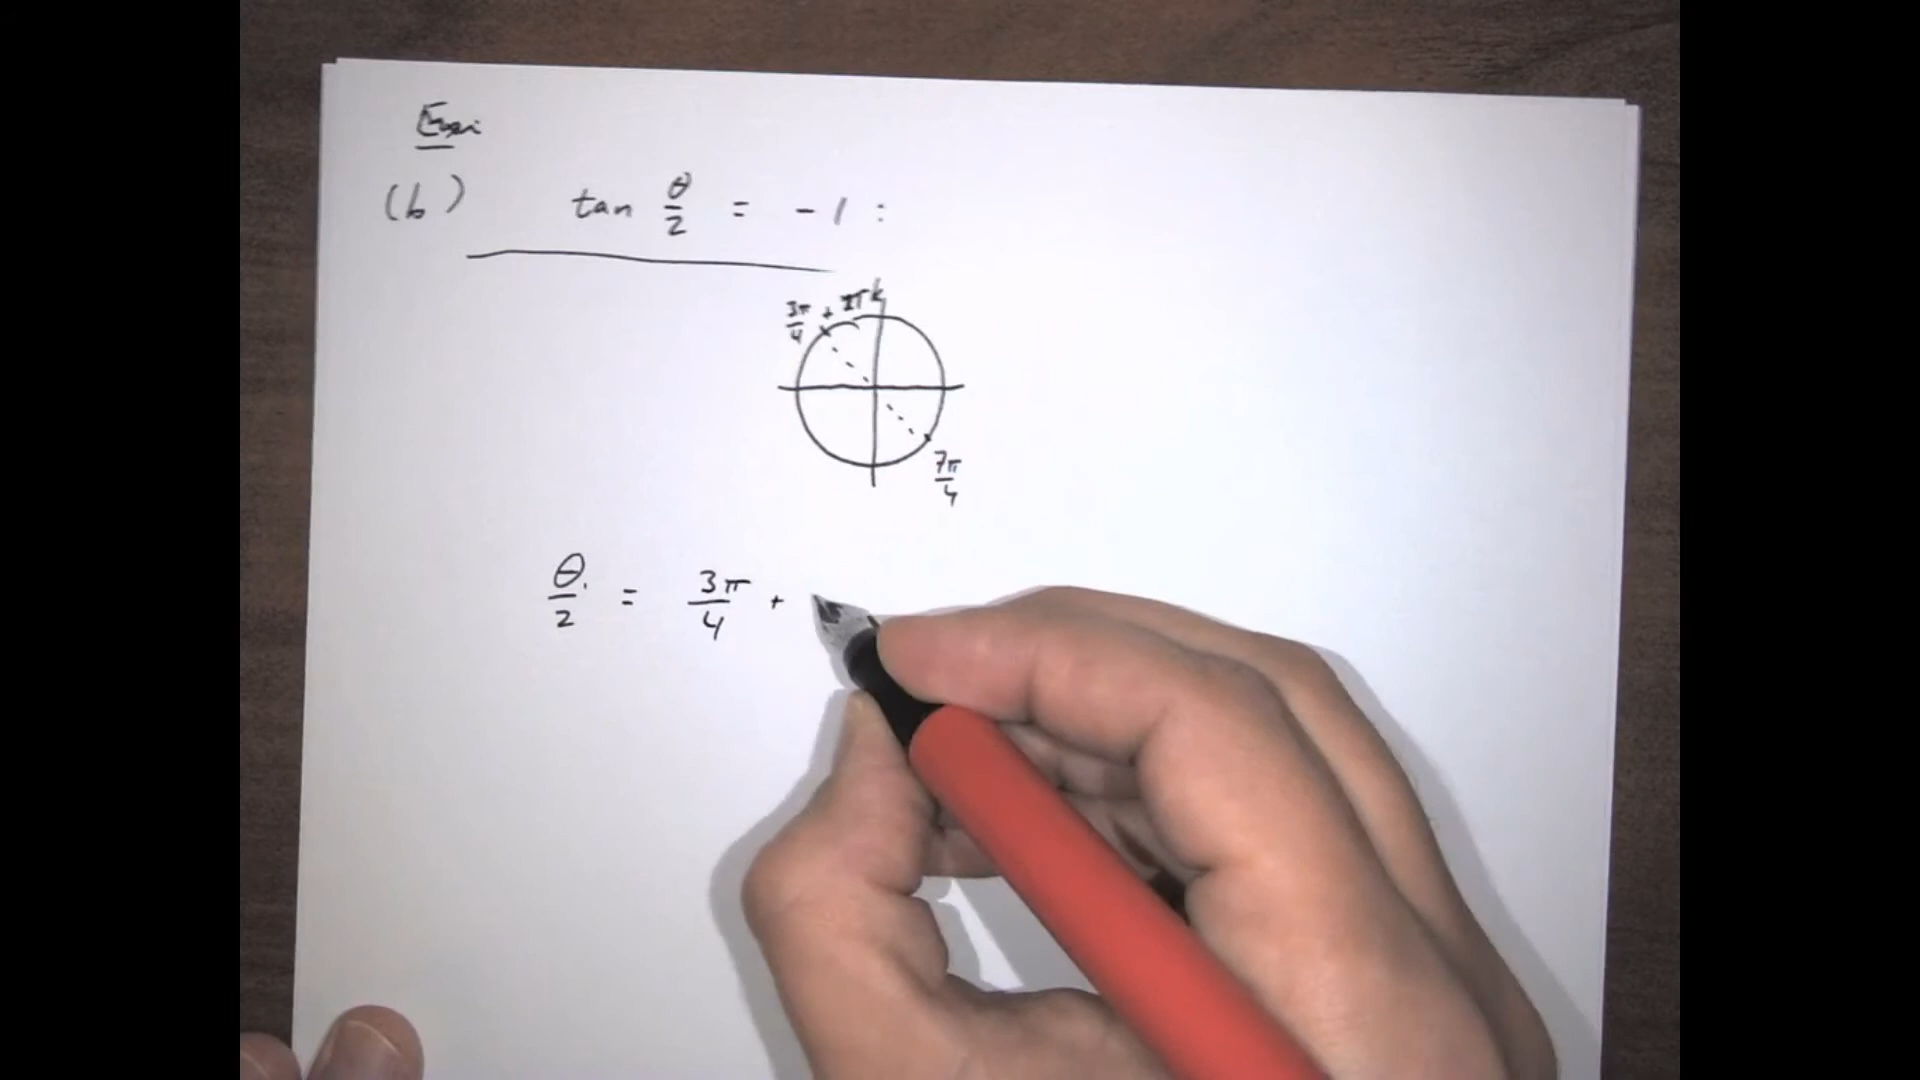 (b) tan θ/2 = -1 :
3π/4 + πk
7π/4
θ/2 = 3π/4 +